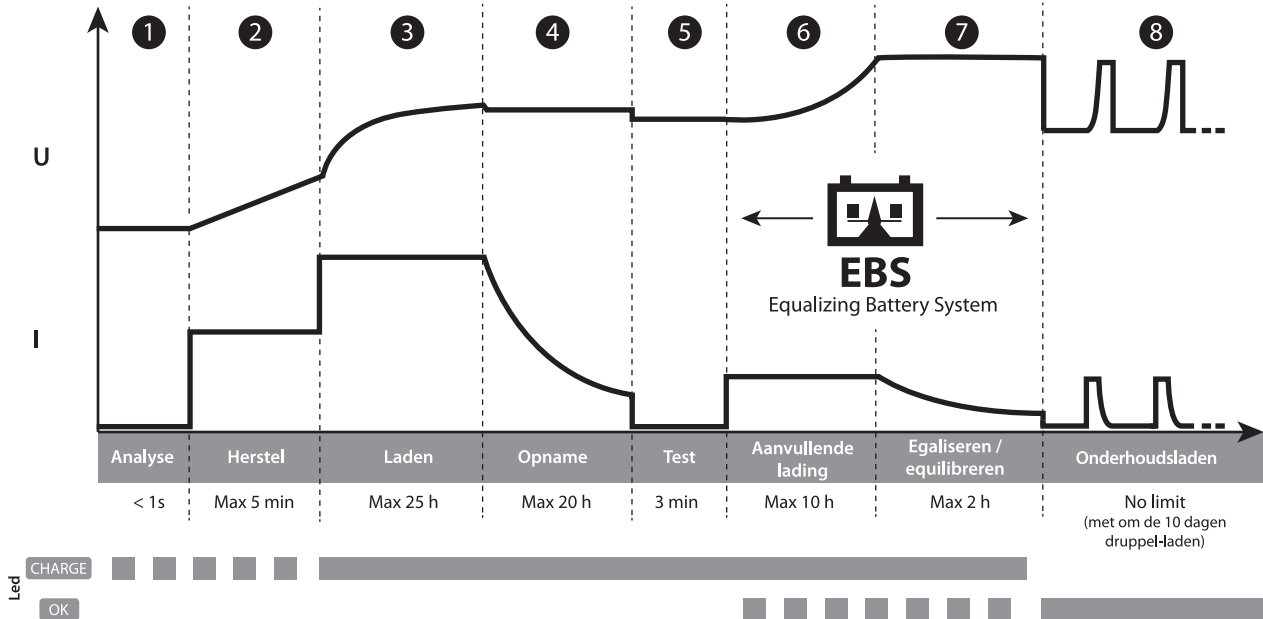 1 2 3 4 5 6 7 8
U
EBS
Equalizing Battery System
I
Analyse Herstel Laden Opname Test Aanvullende lading Egaliseren / equilibreren Onderhoudsladen
< 1s Max 5 min Max 25 h Max 20 h 3 min Max 10 h Max 2 h No limit
(met om de 10 dagen
druppel-laden)
Led
CHARGE
OK